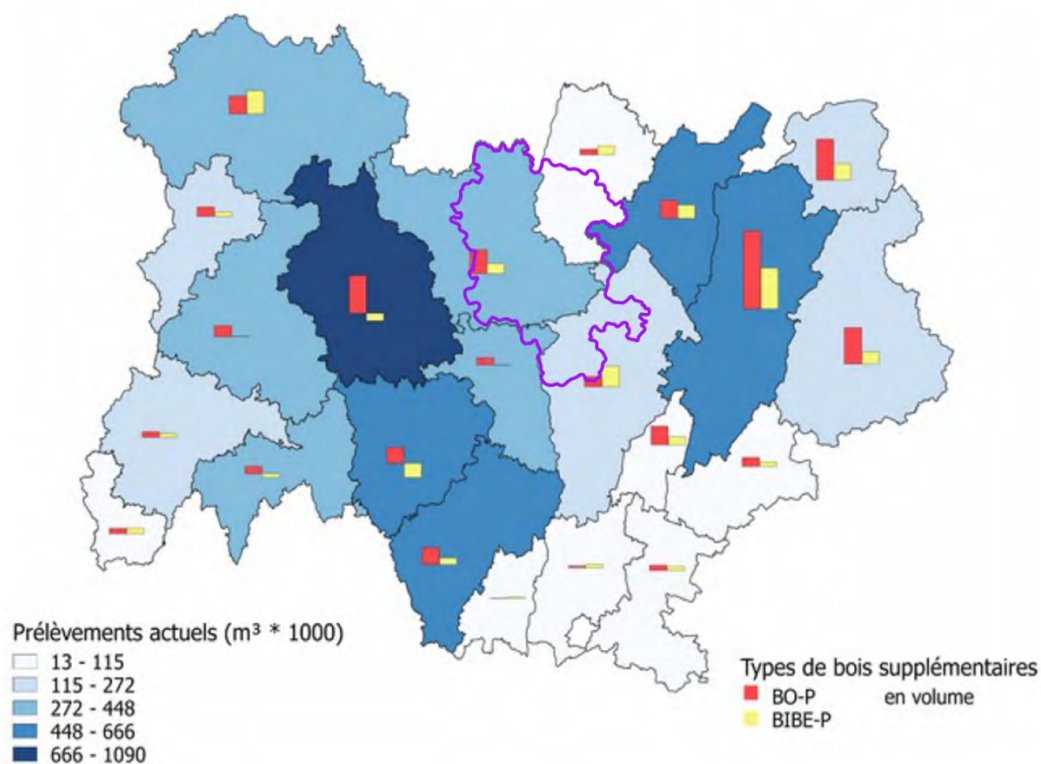 Prélèvements actuels (m³ * 1000)
13 - 115
115 - 272
272 - 448
448 - 666
666 - 1090
Types de bois supplémentaires
en volume
BO-P
BIBE-P